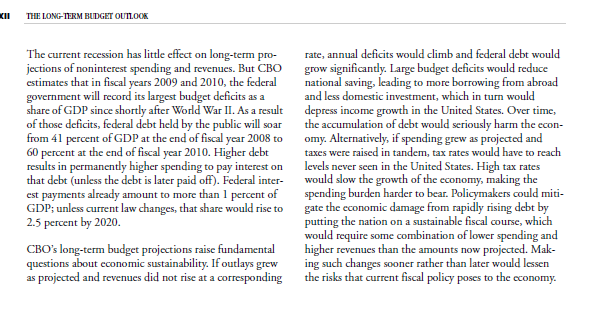 XII THE LONG-TERM BUDGET OUTLOOK
The current recession has little effect on long-term pro-
jections of noninterest spending and revenues. But CBO
estimates that in fiscal years 2009 and 2010, the federal
government will record its largest budget deficits as a
share of GDP since shortly after World War II. As a result
of those deficits, federal debt held by the public will soar
from 41 percent of GDP at the end of fiscal year 2008 to
60 percent at the end of fiscal year 2010. Higher debt
results in permanently higher spending to pay interest on
that debt (unless the debt is later paid off). Federal inter-
est payments already amount to more than 1 percent of
GDP; unless current law changes, that share would rise to
2.5 percent by 2020.
CBO's long-term budget projections raise fundamental
questions about economic sustainability. If outlays grew
as projected and revenues did not rise at a corresponding
rate, annual deficits would climb and federal debt would
grow significantly. Large budget deficits would reduce
national saving, leading to more borrowing from abroad
and less domestic investment, which in turn would
depress income growth in the United States. Over time,
the accumulation of debt would seriously harm the econ-
omy. Alternatively, if spending grew as projected and
taxes were raised in tandem, tax rates would have to reach
levels never seen in the United States. High tax rates
would slow the growth of the economy, making the
spending burden harder to bear. Policymakers could miti-
gate the economic damage from rapidly rising debt by
putting the nation on a sustainable fiscal course, which
would require some combination of lower spending and
higher revenues than the amounts now projected. Mak-
ing such changes sooner rather than later would lessen
the risks that current fiscal policy poses to the economy.